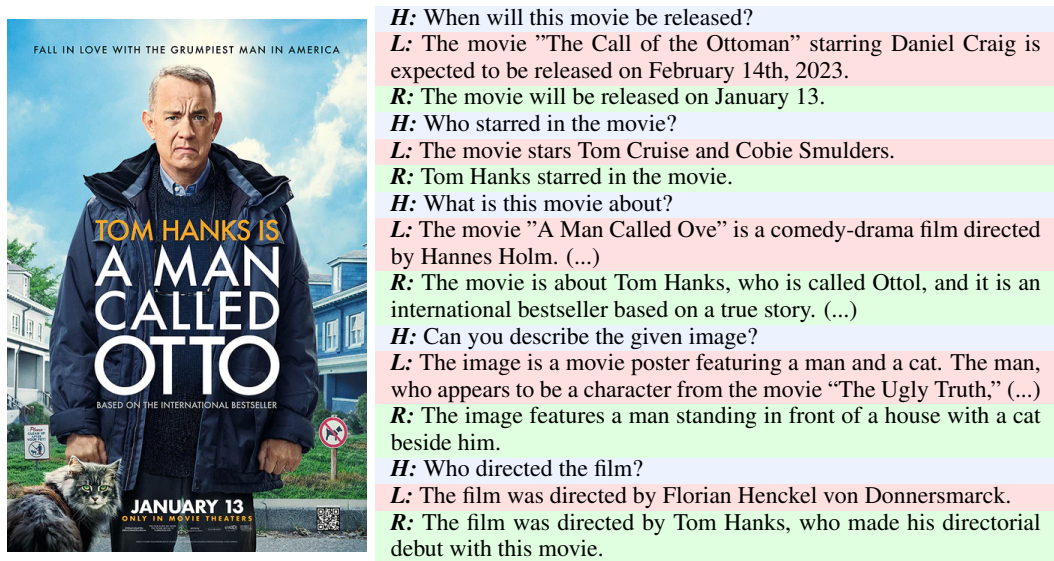 FALL IN LOVE WITH THE GRUMPIEST MAN IN AMERICA
TOM HANKS IS
A MAN
CALLED
OTTO
BASED ON THE INTERNATIONAL BESTSELLER
Please
CLEAN UP
AFTER
YOUR PET!
JANUARY 13
ONLY IN MOVIE THEATERS
H: When will this movie be released?
L: The movie ”The Call of the Ottoman” starring Daniel Craig is
expected to be released on February 14th, 2023.
R: The movie will be released on January 13.
H: Who starred in the movie?
L: The movie stars Tom Cruise and Cobie Smulders.
R: Tom Hanks starred in the movie.
H: What is this movie about?
L: The movie ”A Man Called Ove” is a comedy-drama film directed
by Hannes Holm. (...)
R: The movie is about Tom Hanks, who is called Ottol, and it is an
international bestseller based on a true story. (...)
H: Can you describe the given image?
L: The image is a movie poster featuring a man and a cat. The man,
who appears to be a character from the movie “The Ugly Truth,” (...)
R: The image features a man standing in front of a house with a cat
beside him.
H: Who directed the film?
L: The film was directed by Florian Henckel von Donnersmarck.
R: The film was directed by Tom Hanks, who made his directorial
debut with this movie.